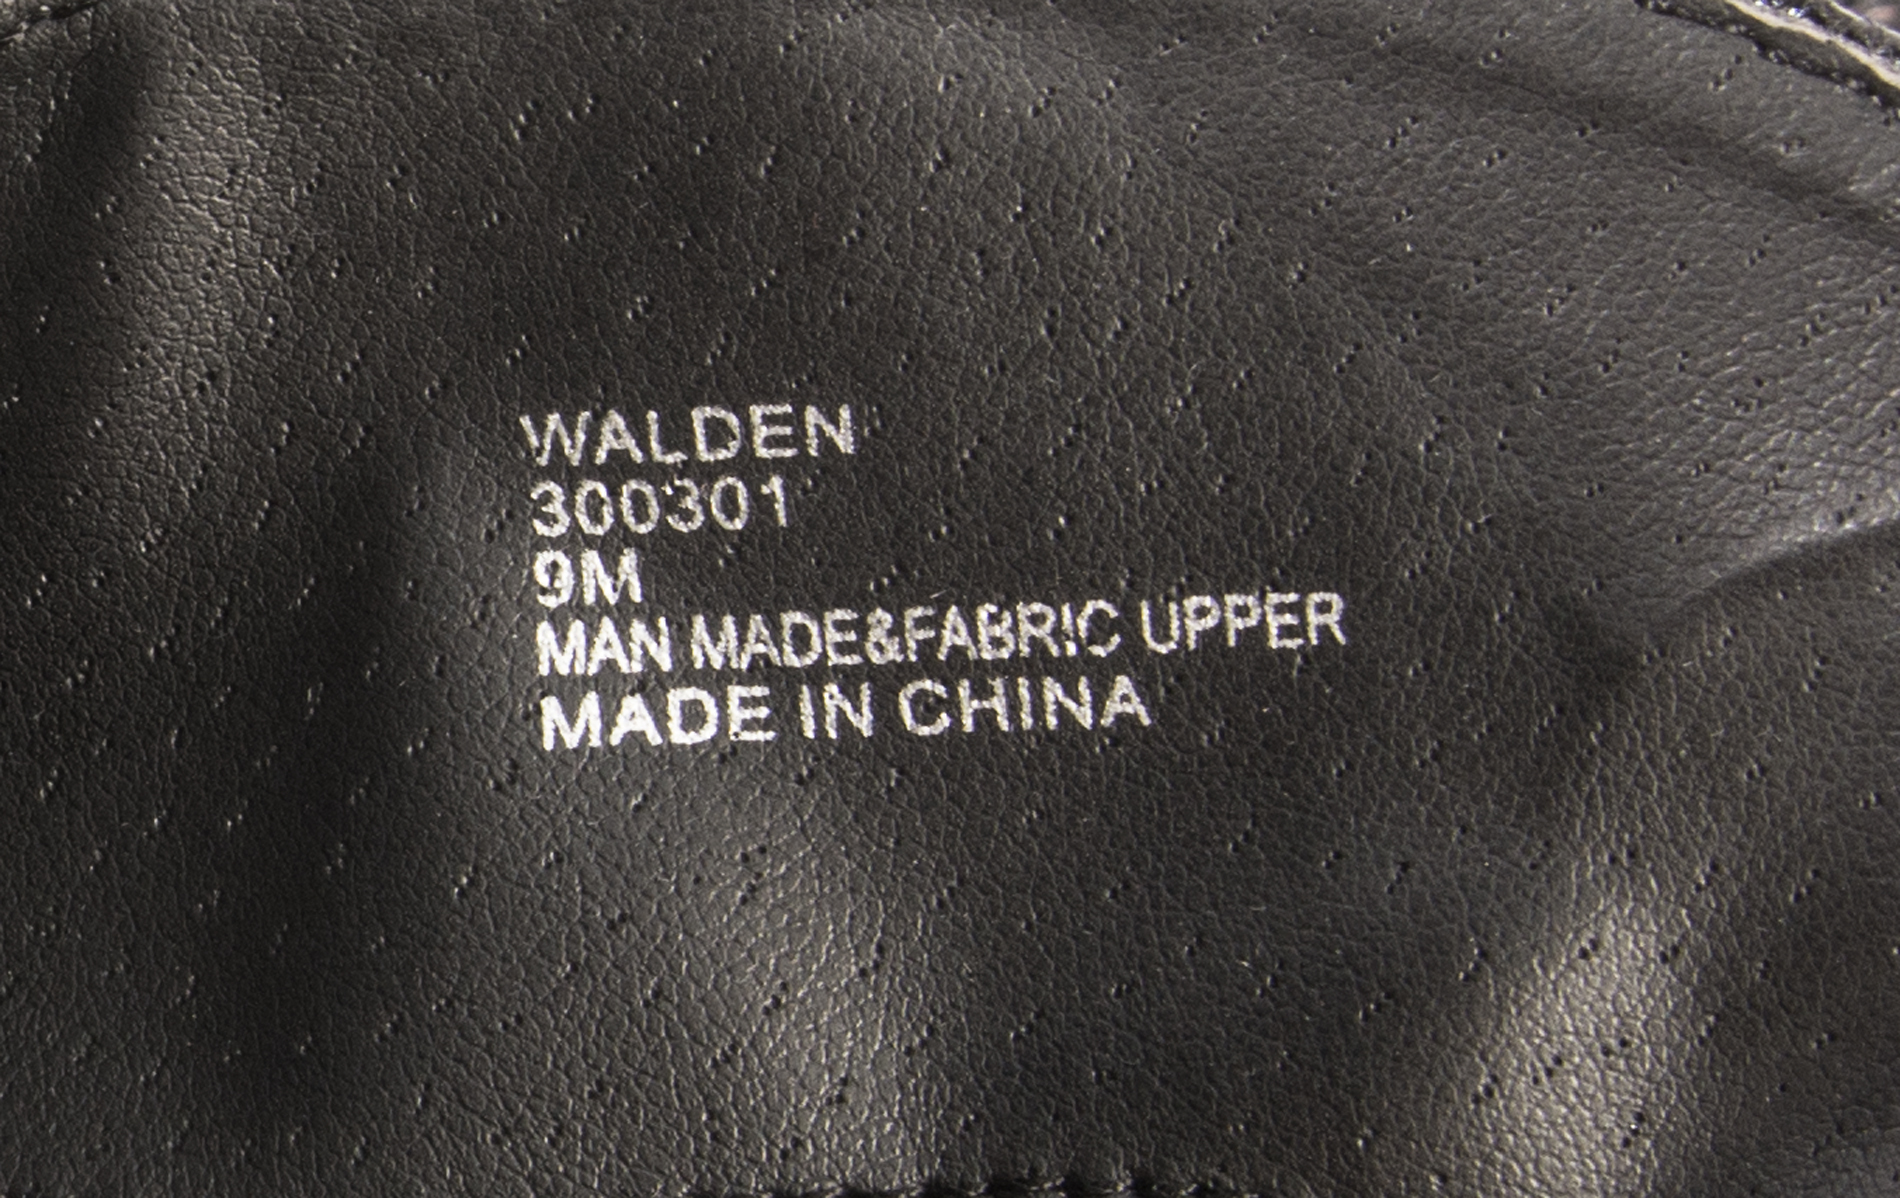 WALDEN
300301
9M
MAN MADE&FABRIC UPPER
MADE IN CHINA